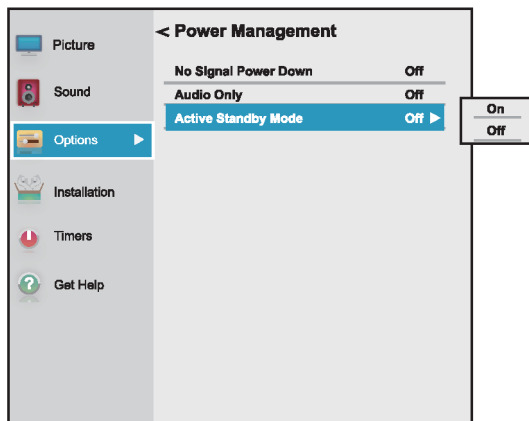 Picture
Sound
Options
Installation
Timers
Get Help
< Power Management
No Signal Power Down Off
Audio Only Off
Active Standby Mode Off
On
Off